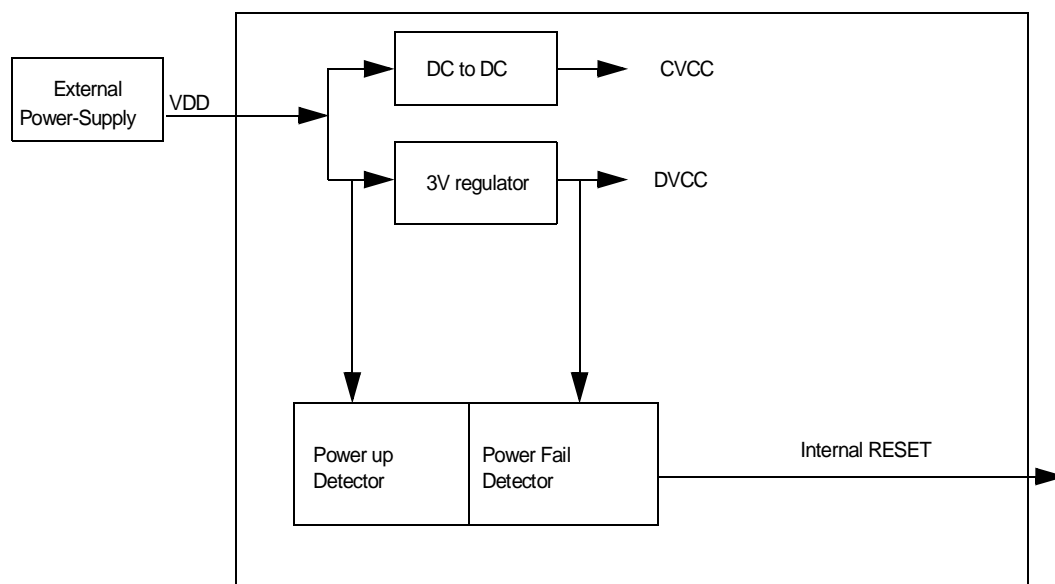 External
Power-Supply
VDD
DC to DC
CVCC
3V regulator
DVCC
Power up
Detector
Power Fail
Detector
Internal RESET